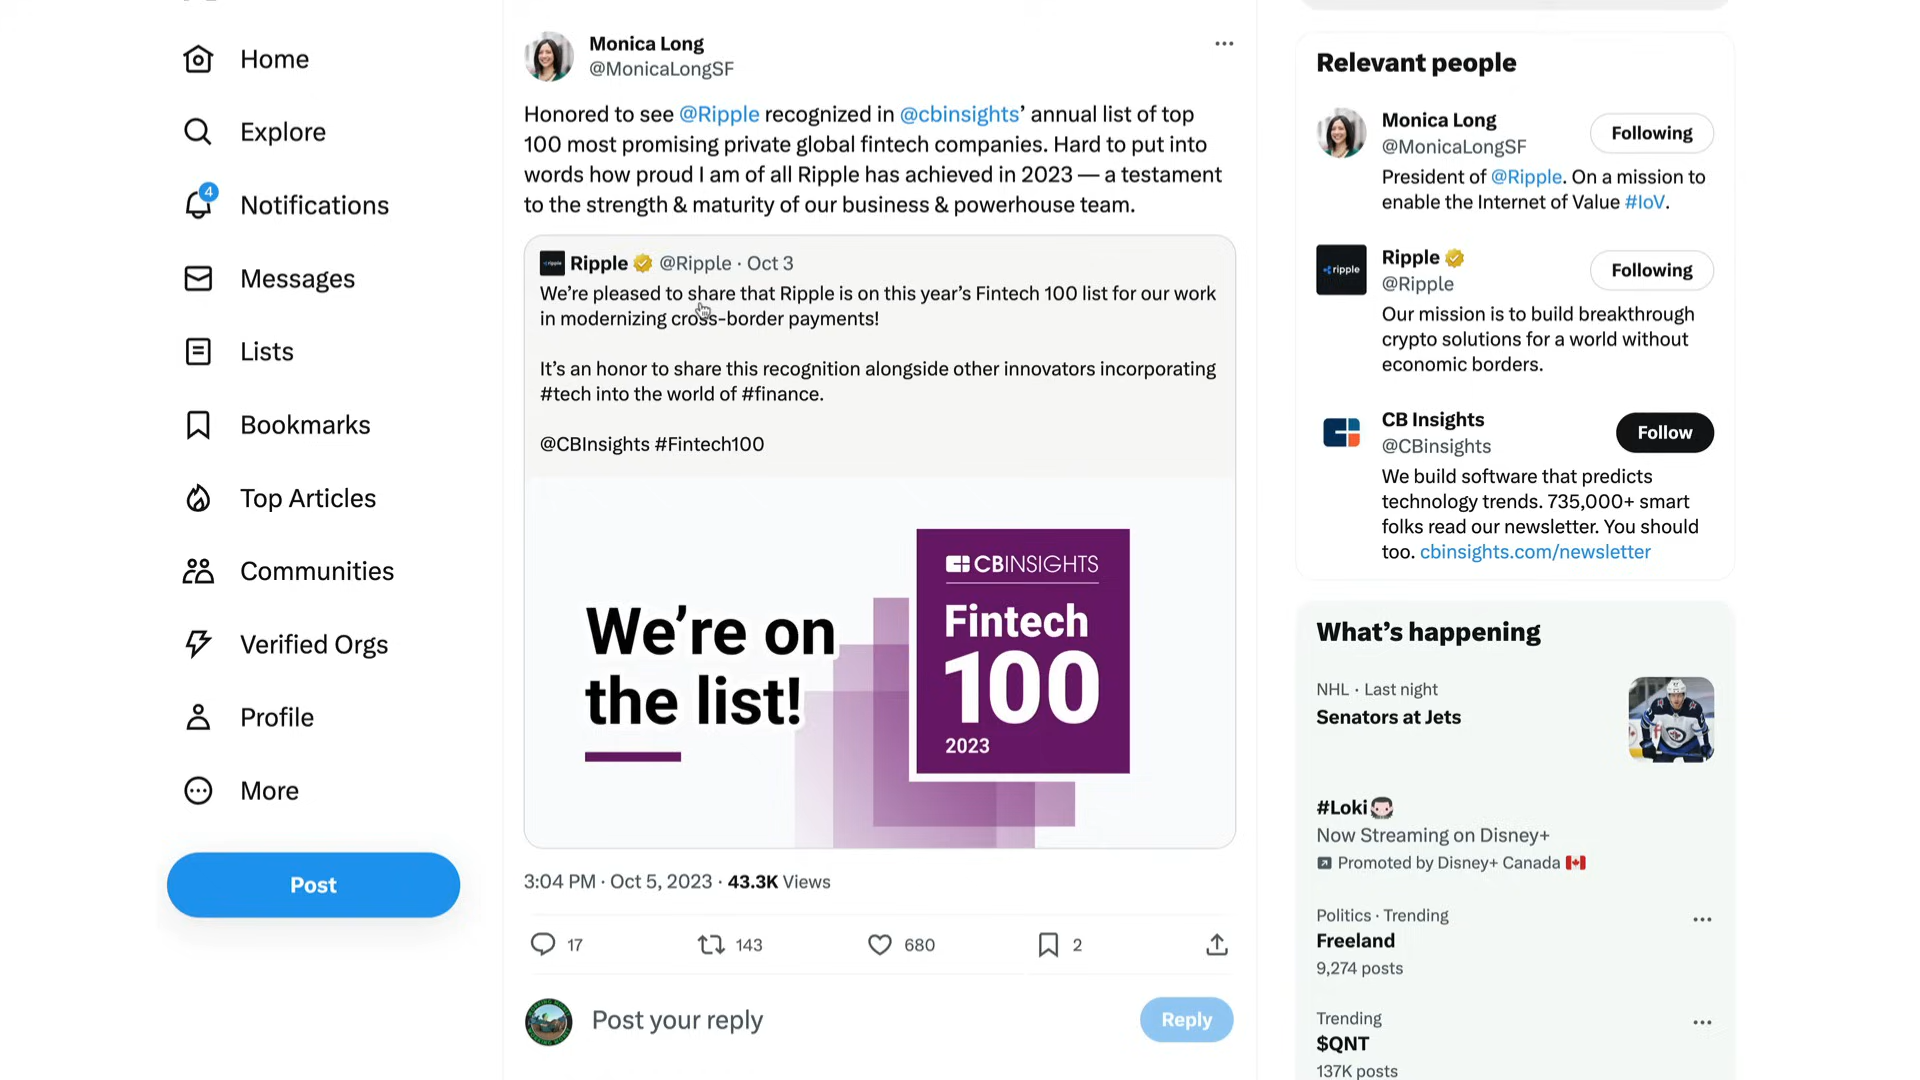 Home
Explore
4
Notifications
Messages
Lists
Bookmarks
Top Articles
Communities
Verified Orgs
Profile
More
Post
Monica Long
@MonicaLongSF
Honored to see @Ripple recognized in @cbinsights’ annual list of top
100 most promising private global fintech companies. Hard to put into
words how proud I am of all Ripple has achieved in 2023 — a testament
to the strength & maturity of our business & powerhouse team.
Ripple @Ripple · Oct 3
We’re pleased to share that Ripple is on this year’s Fintech 100 list for our work
in modernizing cross-border payments!
It’s an honor to share this recognition alongside other innovators incorporating
#tech into the world of #finance.
@CBInsights #Fintech100
We’re on
the list!
CBINSIGHTS
Fintech
100
2023
3:04 PM · Oct 5, 2023 · 43.3K Views
17 143 680 2
Post your reply
Reply
Relevant people
Monica Long
@MonicaLongSF
Following
President of @Ripple. On a mission to
enable the Internet of Value #IoV.
ripple
Ripple
@Ripple
Following
Our mission is to build breakthrough
crypto solutions for a world without
economic borders.
CB Insights
@CBinsights
Follow
We build software that predicts
technology trends. 735,000+ smart
folks read our newsletter. You should
too. cbinsights.com/newsletter
What’s happening
NHL · Last night
Senators at Jets
#Loki
Now Streaming on Disney+
Promoted by Disney+ Canada
Politics · Trending
Freeland
9,274 posts
Trending
$QNT
137K posts